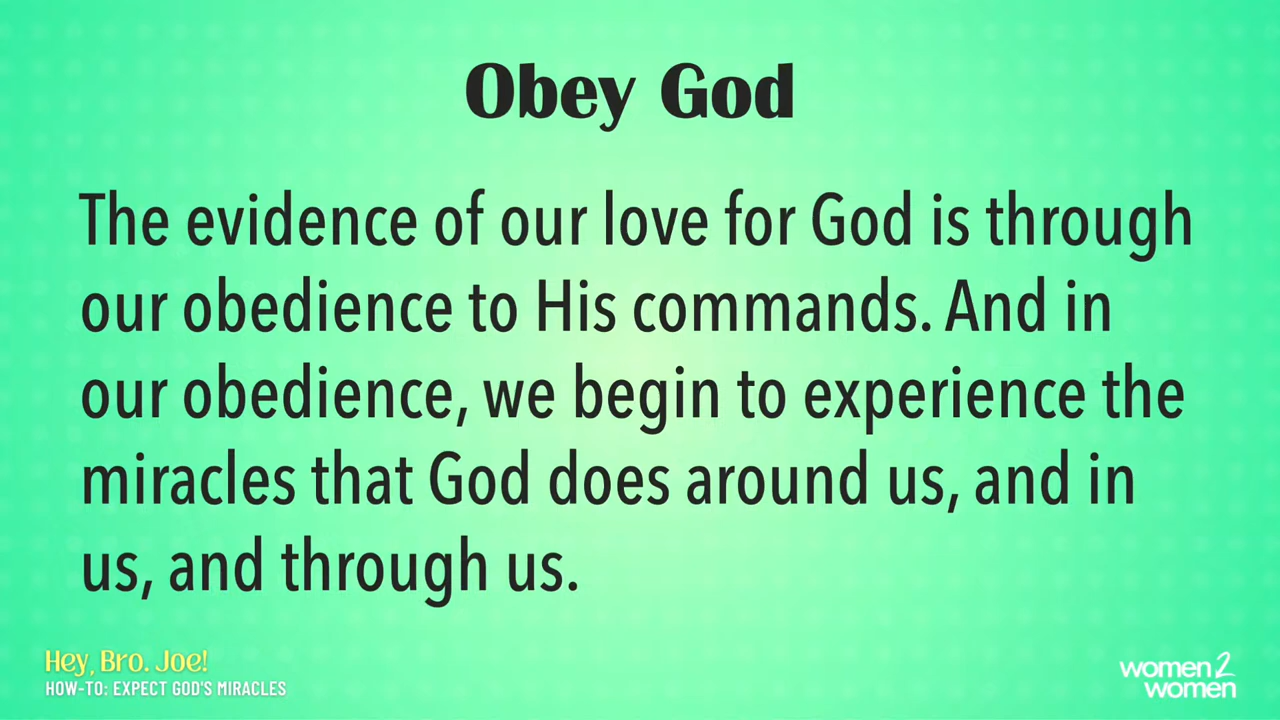 Obey God
The evidence of our love for God is through
our obedience to His commands. And in
our obedience, we begin to experience the
miracles that God does around us, and in
us, and through us.
Hey, Bro. Joe!
HOW-TO: EXPECT GOD'S MIRACLES
women2
women